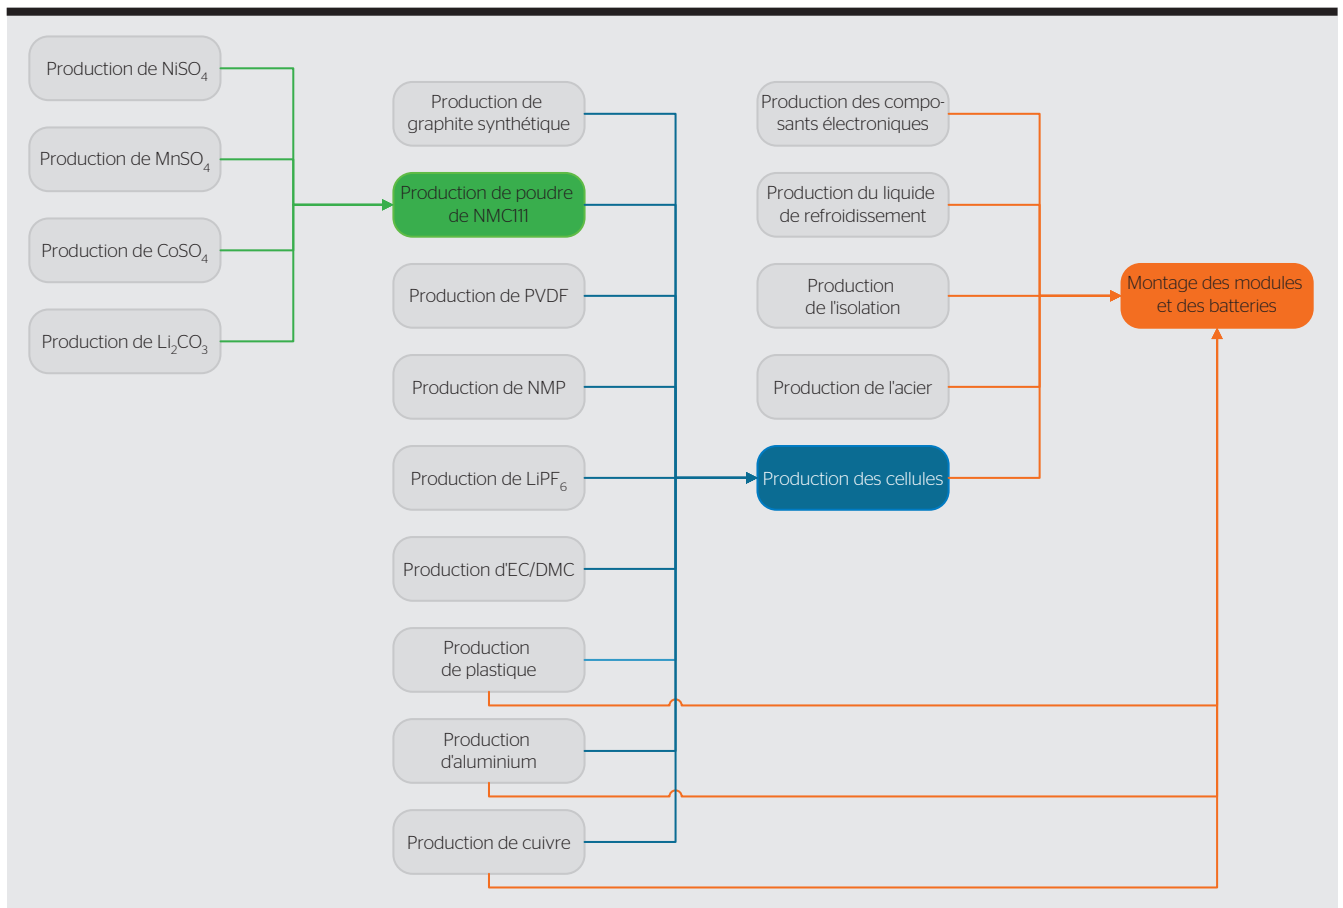 Production de NiSO₄
Production de MnSO₄
Production de CoSO₄
Production de Li₂CO₃
Production de
graphite synthétique
Production de poudre
de NMC111
Production de PVDF
Production de NMP
Production de LiPF₆
Production d'EC/DMC
Production
de plastique
Production
d'aluminium
Production de cuivre
Production des compo-
sants électroniques
Production du liquide
de refroidissement
Production
de l'isolation
Production de l'acier
Production des cellules
Montage des modules
et des batteries